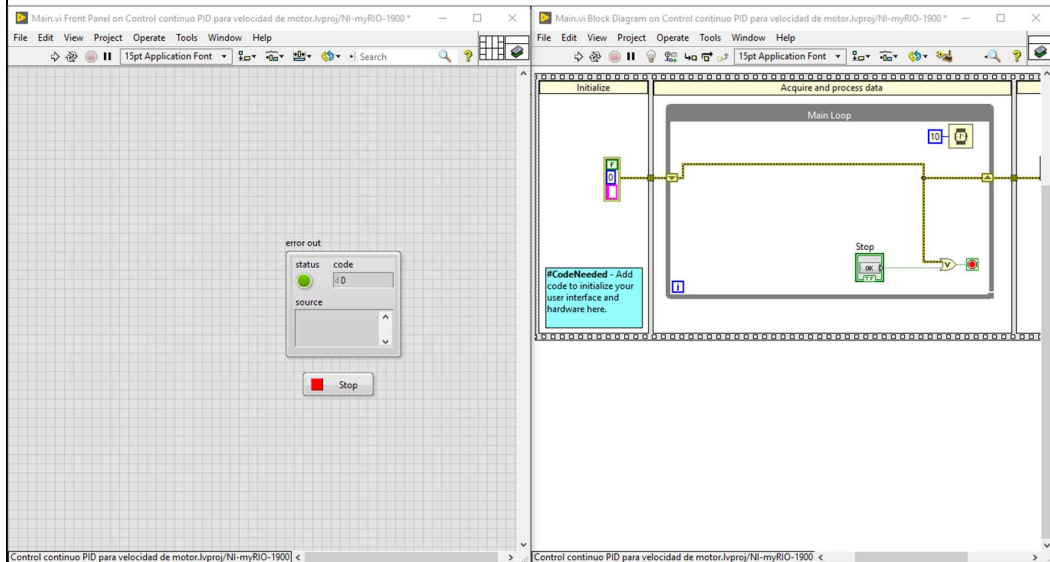 Main.vi Front Panel on Control continuo PID para velocidad de motor.lvproj/NI-myRIO-1900 *
File Edit View Project Operate Tools Window Help
15pt Application Font
Search
error out
status code
d 0
source
Stop
Control continuo PID para velocidad de motor.lvproj/NI-myRIO-1900
Main.vi Block Diagram on Control continuo PID para velocidad de motor.lvproj/NI-myRIO-1900 *
File Edit View Project Operate Tools Window Help
15pt Application Font
Initialize
Acquire and process data
Main Loop
10
F
0
Stop
OK
TF
V
i
#CodeNeeded - Add
code to initialize your
user interface and
hardware here.
Control continuo PID para velocidad de motor.lvproj/NI-myRIO-1900